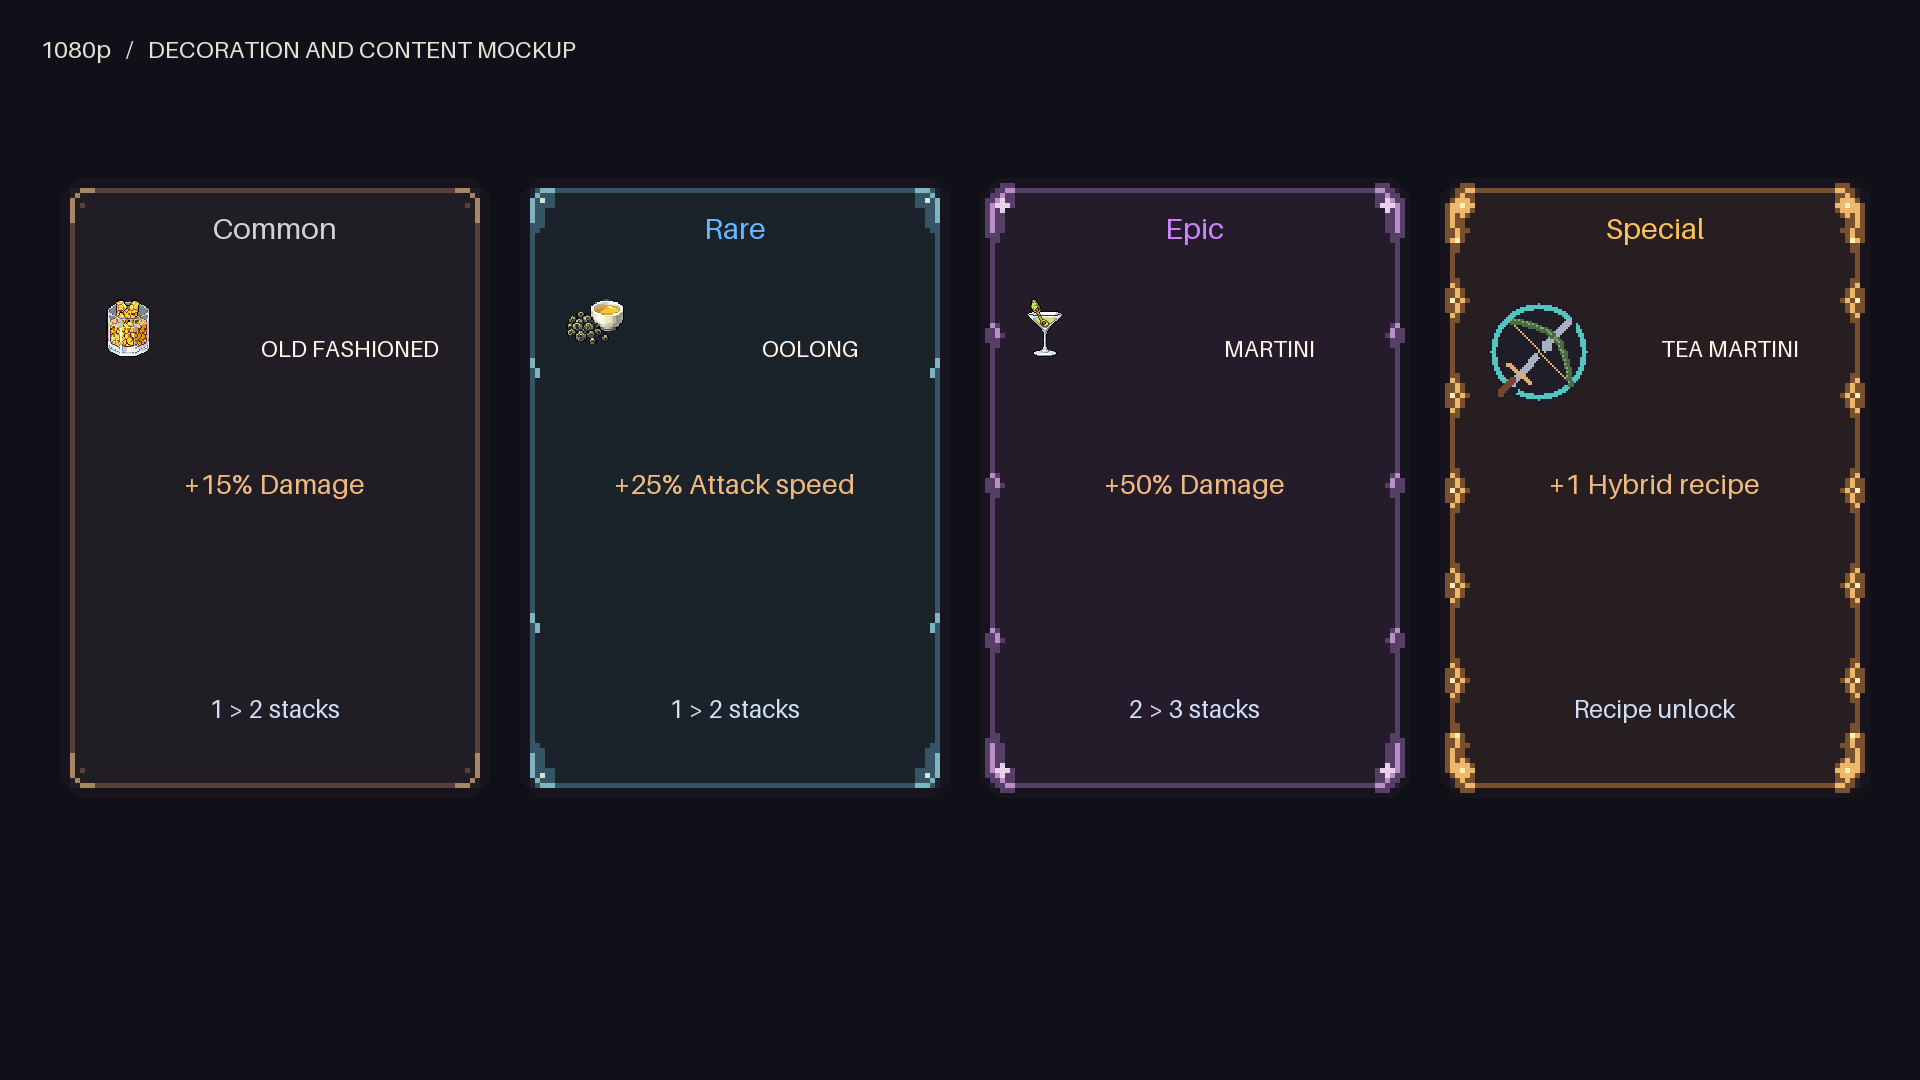 1080p / DECORATION AND CONTENT MOCKUP
Common
OLD FASHIONED
+15% Damage
1 > 2 stacks
Rare
OOLONG
+25% Attack speed
1 > 2 stacks
Epic
MARTINI
+50% Damage
2 > 3 stacks
Special
TEA MARTINI
+1 Hybrid recipe
Recipe unlock